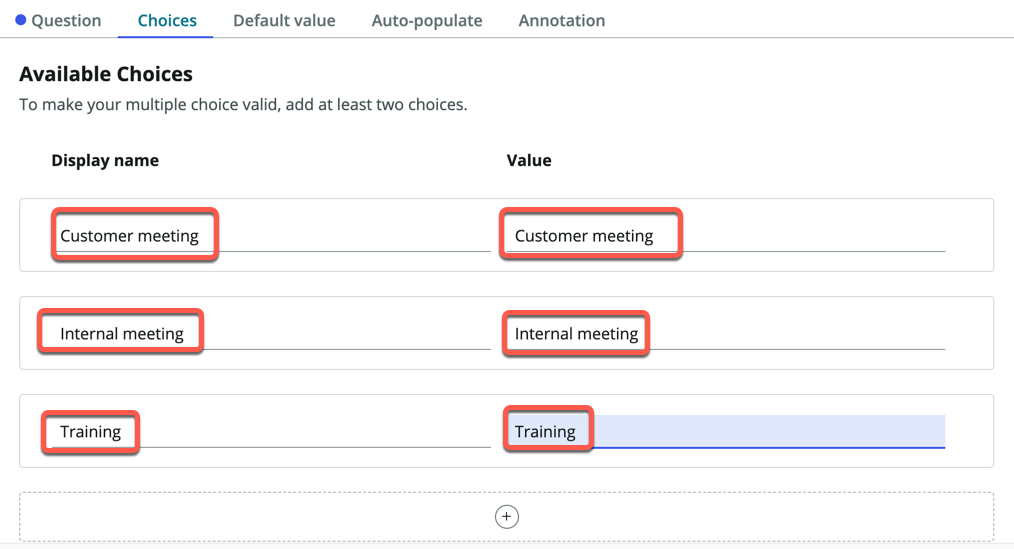 Question Choices Default value Auto-populate Annotation
Available Choices
To make your multiple choice valid, add at least two choices.
Display name Value
Customer meeting Customer meeting
Internal meeting Internal meeting
Training Training